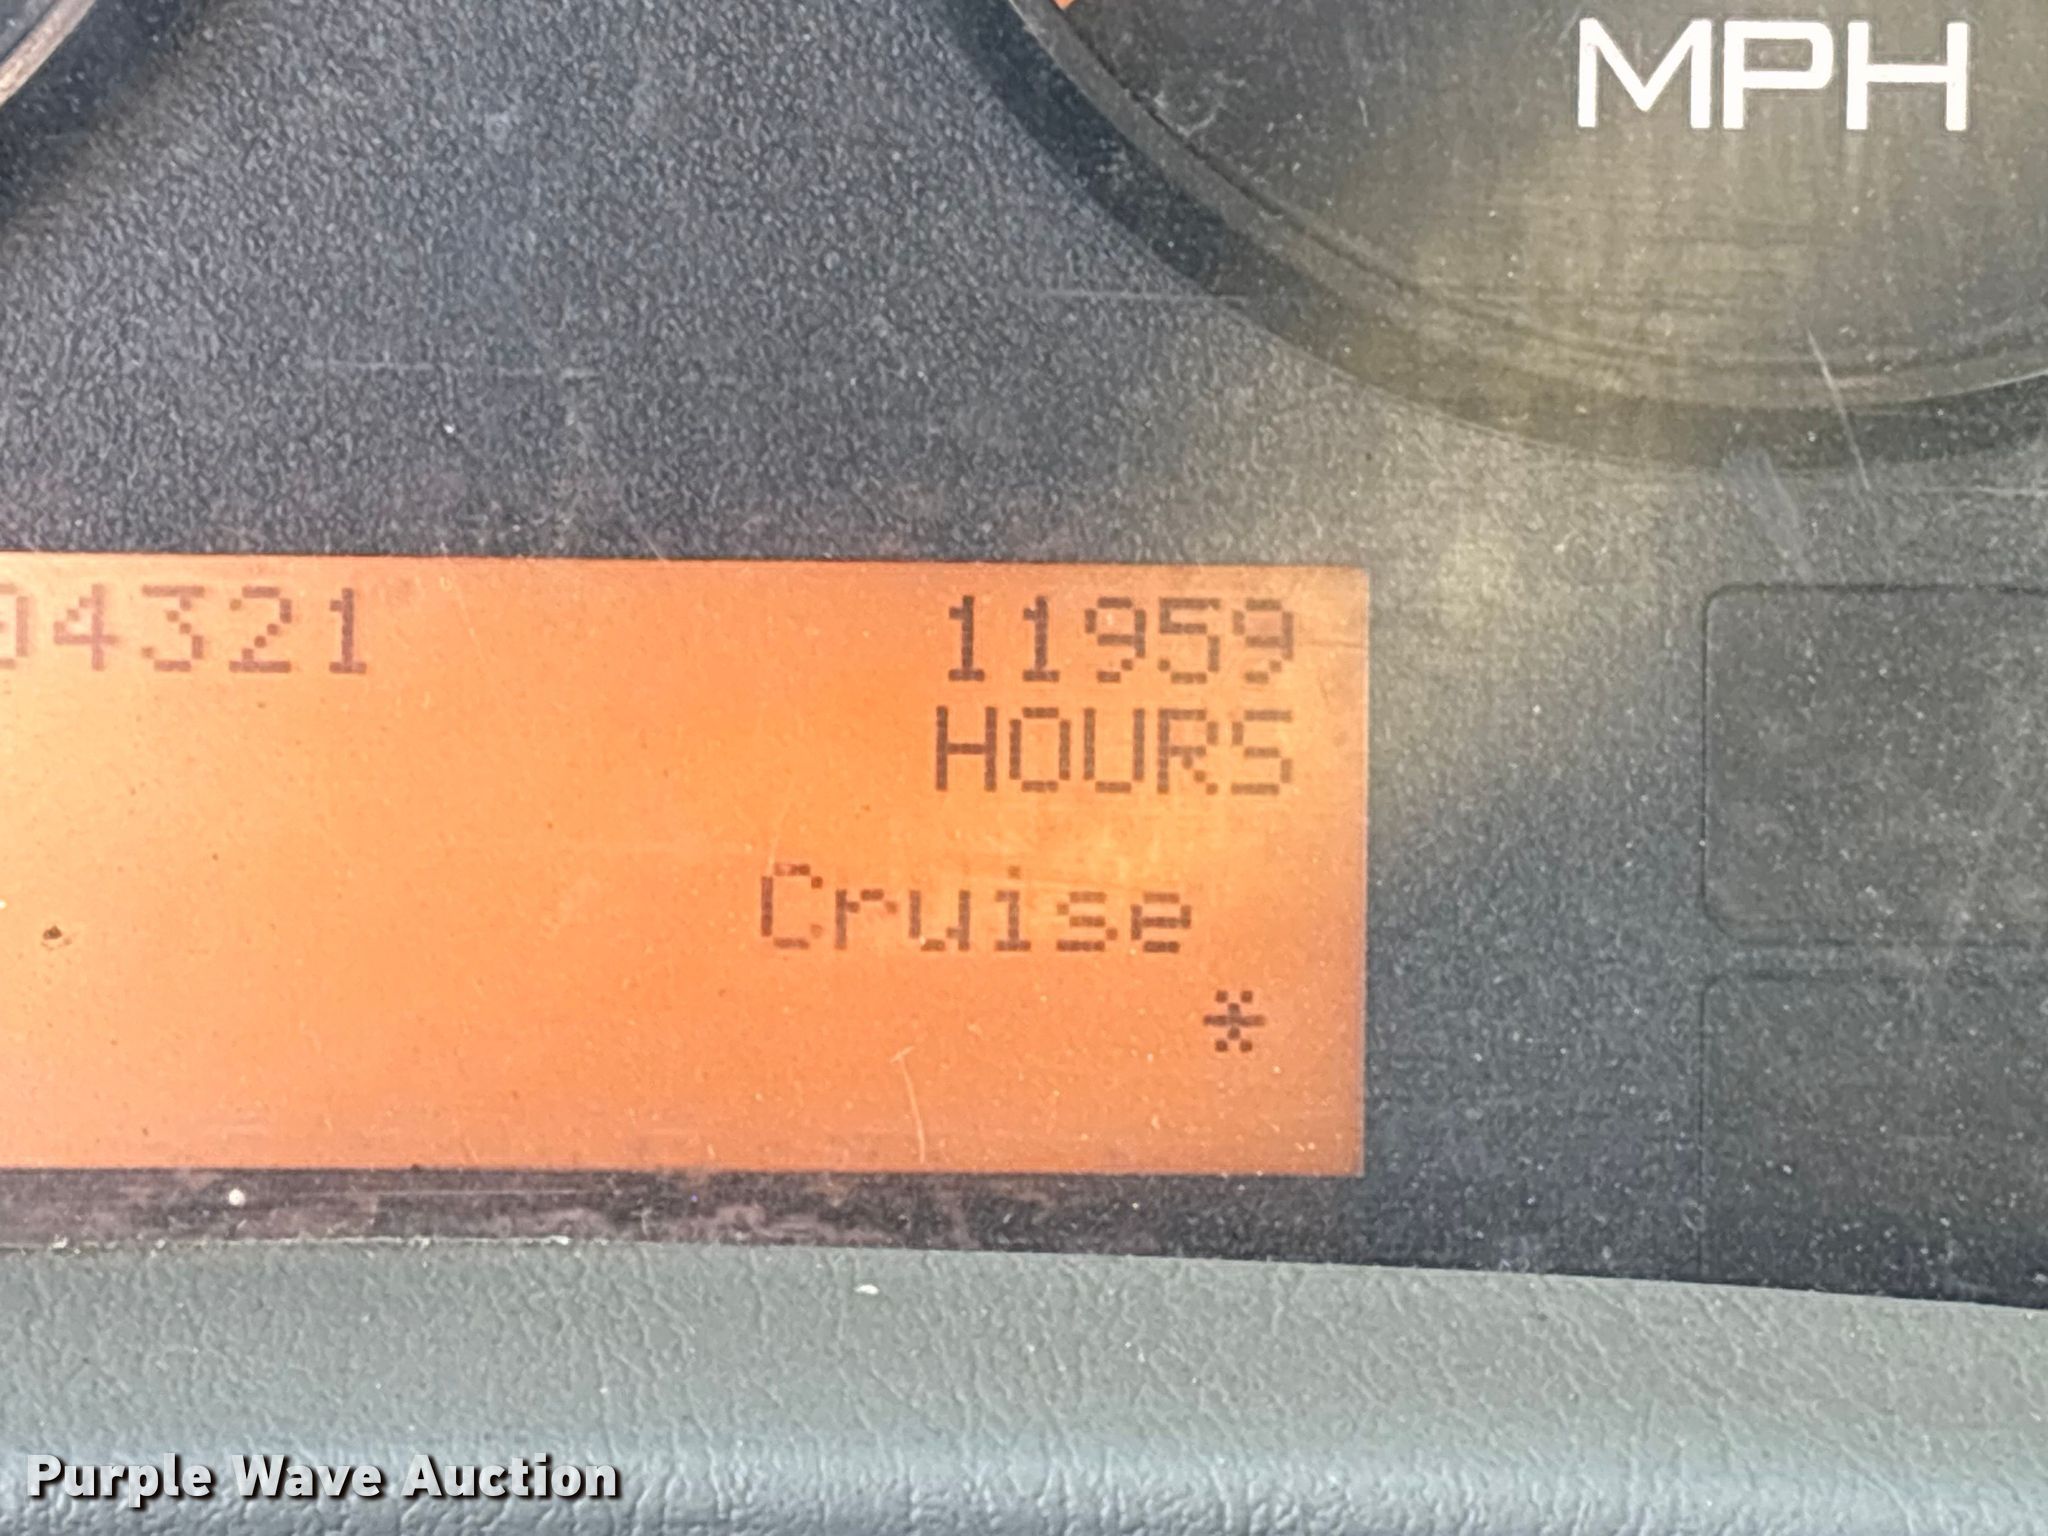 MPH
04321 11959
HOURS
Cruise
*
Purple Wave Auction